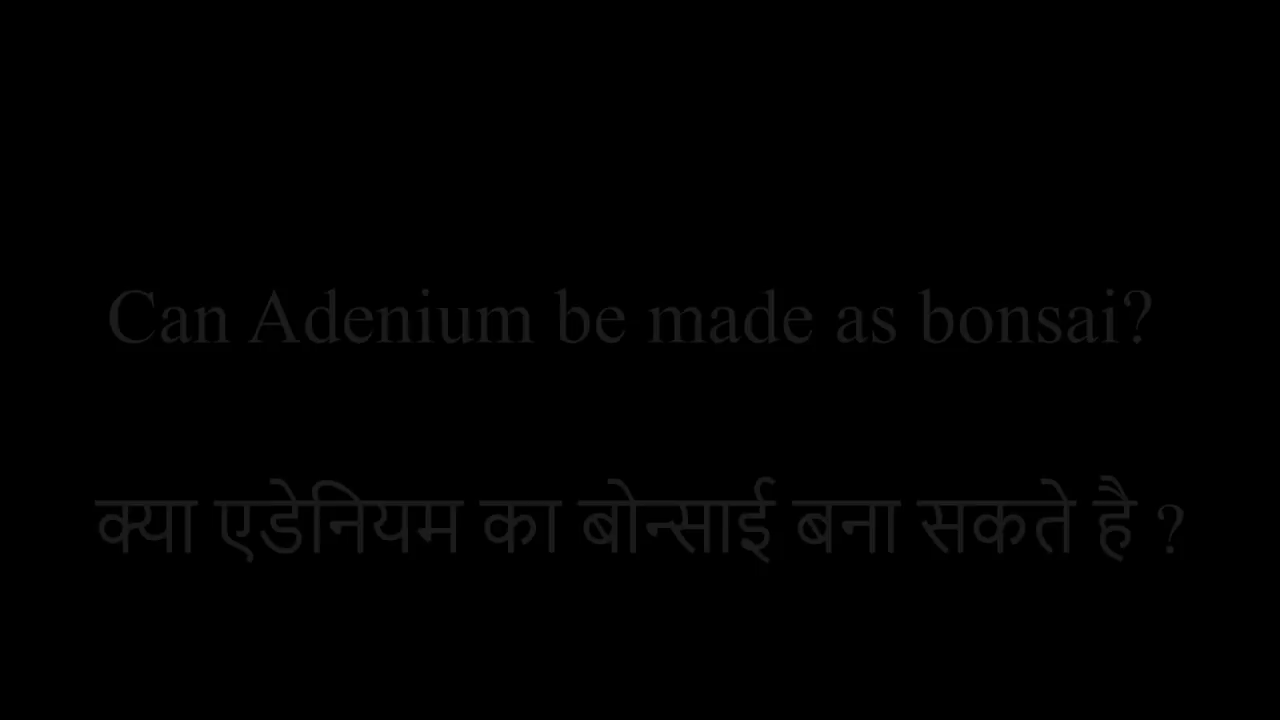 Can Adenium be made as bonsai?
क्या एडेनियम का बोन्साई बना सकते है ?